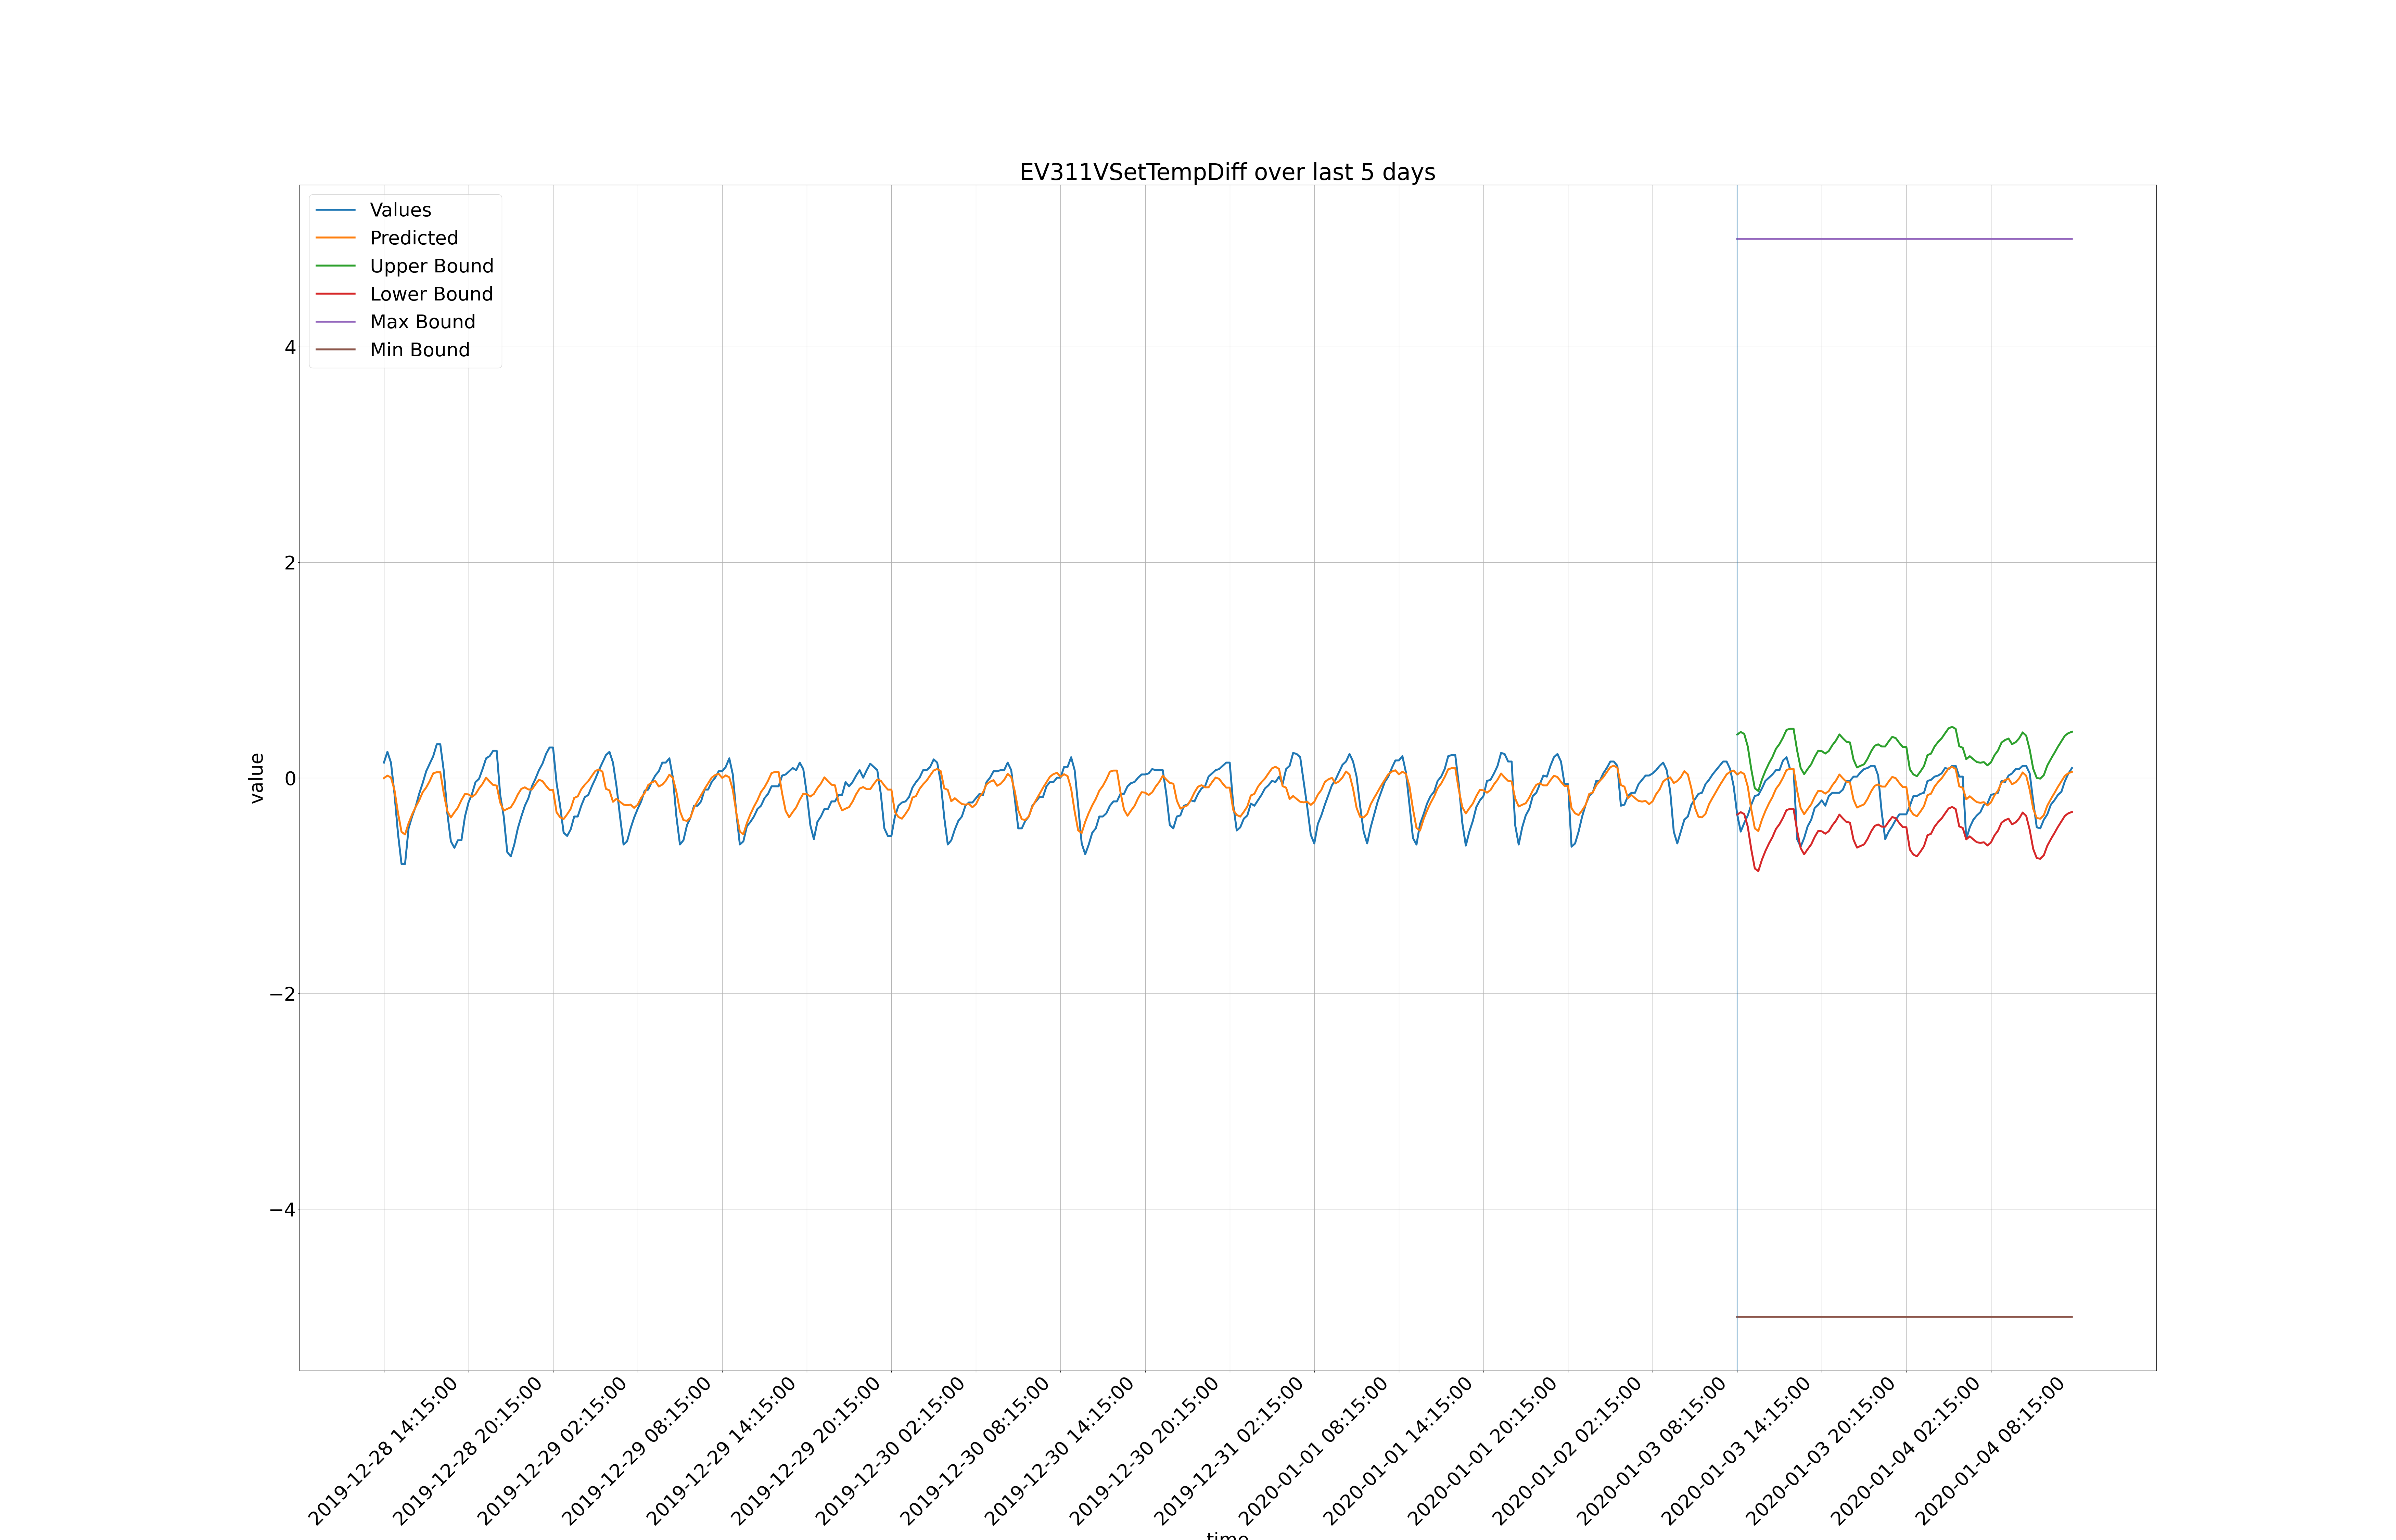 EV311VSetTempDiff over last 5 days
Values
Predicted
Upper Bound
Lower Bound
Max Bound
Min Bound
value
4
2
0
−2
−4
2019-12-28 14:15:00
2019-12-28 20:15:00
2019-12-29 02:15:00
2019-12-29 08:15:00
2019-12-29 14:15:00
2019-12-29 20:15:00
2019-12-30 02:15:00
2019-12-30 08:15:00
2019-12-30 14:15:00
2019-12-30 20:15:00
2019-12-31 02:15:00
2020-01-01 08:15:00
2020-01-01 14:15:00
2020-01-01 20:15:00
2020-01-02 02:15:00
2020-01-03 08:15:00
2020-01-03 14:15:00
2020-01-03 20:15:00
2020-01-04 02:15:00
2020-01-04 08:15:00
time